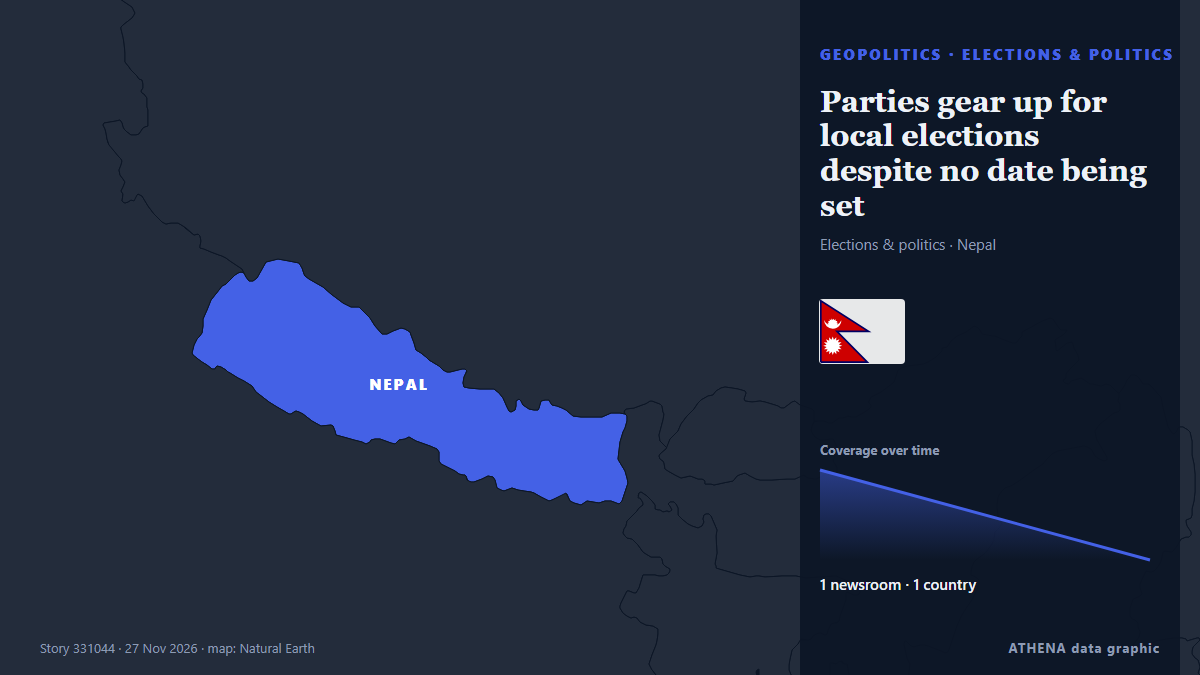 GEOPOLITICS · ELECTIONS & POLITICS
Parties gear up for
local elections
despite no date being
set
Elections & politics · Nepal
NEPAL
Coverage over time
1 newsroom · 1 country
Story 331044 · 27 Nov 2026 · map: Natural Earth
ATHENA data graphic